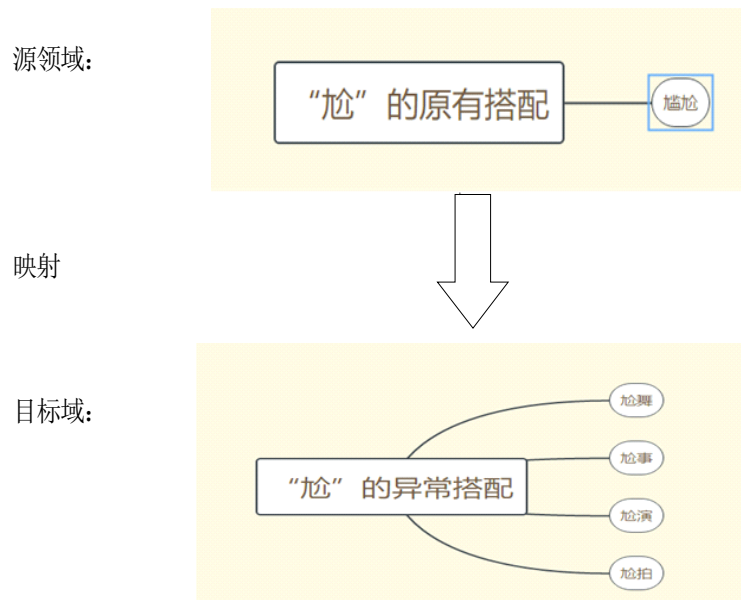 源领域：
“尬”的原有搭配
尴尬
映射
目标域：
“尬”的异常搭配
尬舞
尬事
尬演
尬拍